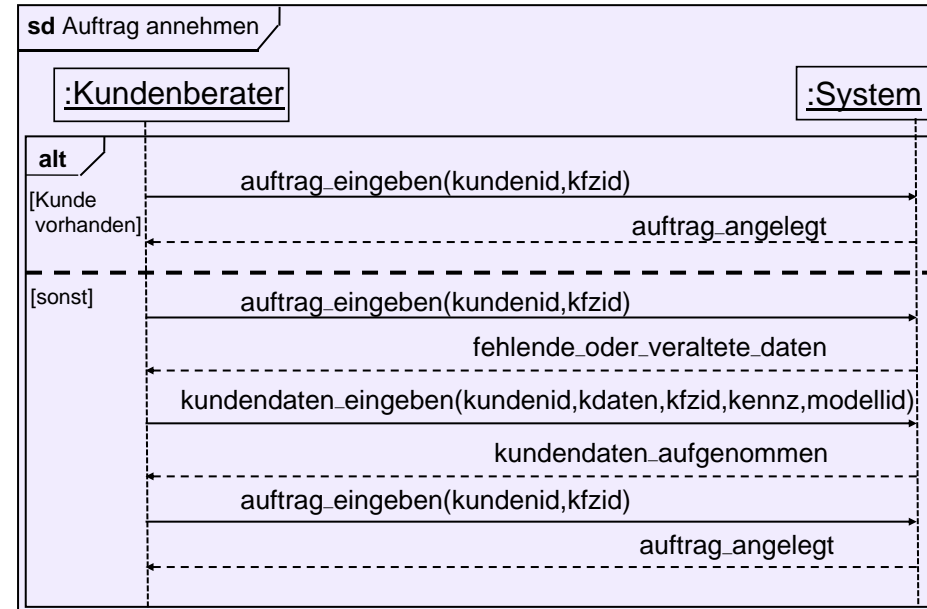 sd Auftrag annehmen
:Kundenberater
:System
alt
auftrag_eingeben(kundenid,kfzid)
[Kunde
vorhanden]
auftrag_angelegt
[sonst]
auftrag_eingeben(kundenid,kfzid)
fehlende_oder_veraltete_daten
kundendaten_eingeben(kundenid,kdaten,kfzid,kennz,modellid)
kundendaten_aufgenommen
auftrag_eingeben(kundenid,kfzid)
auftrag_angelegt